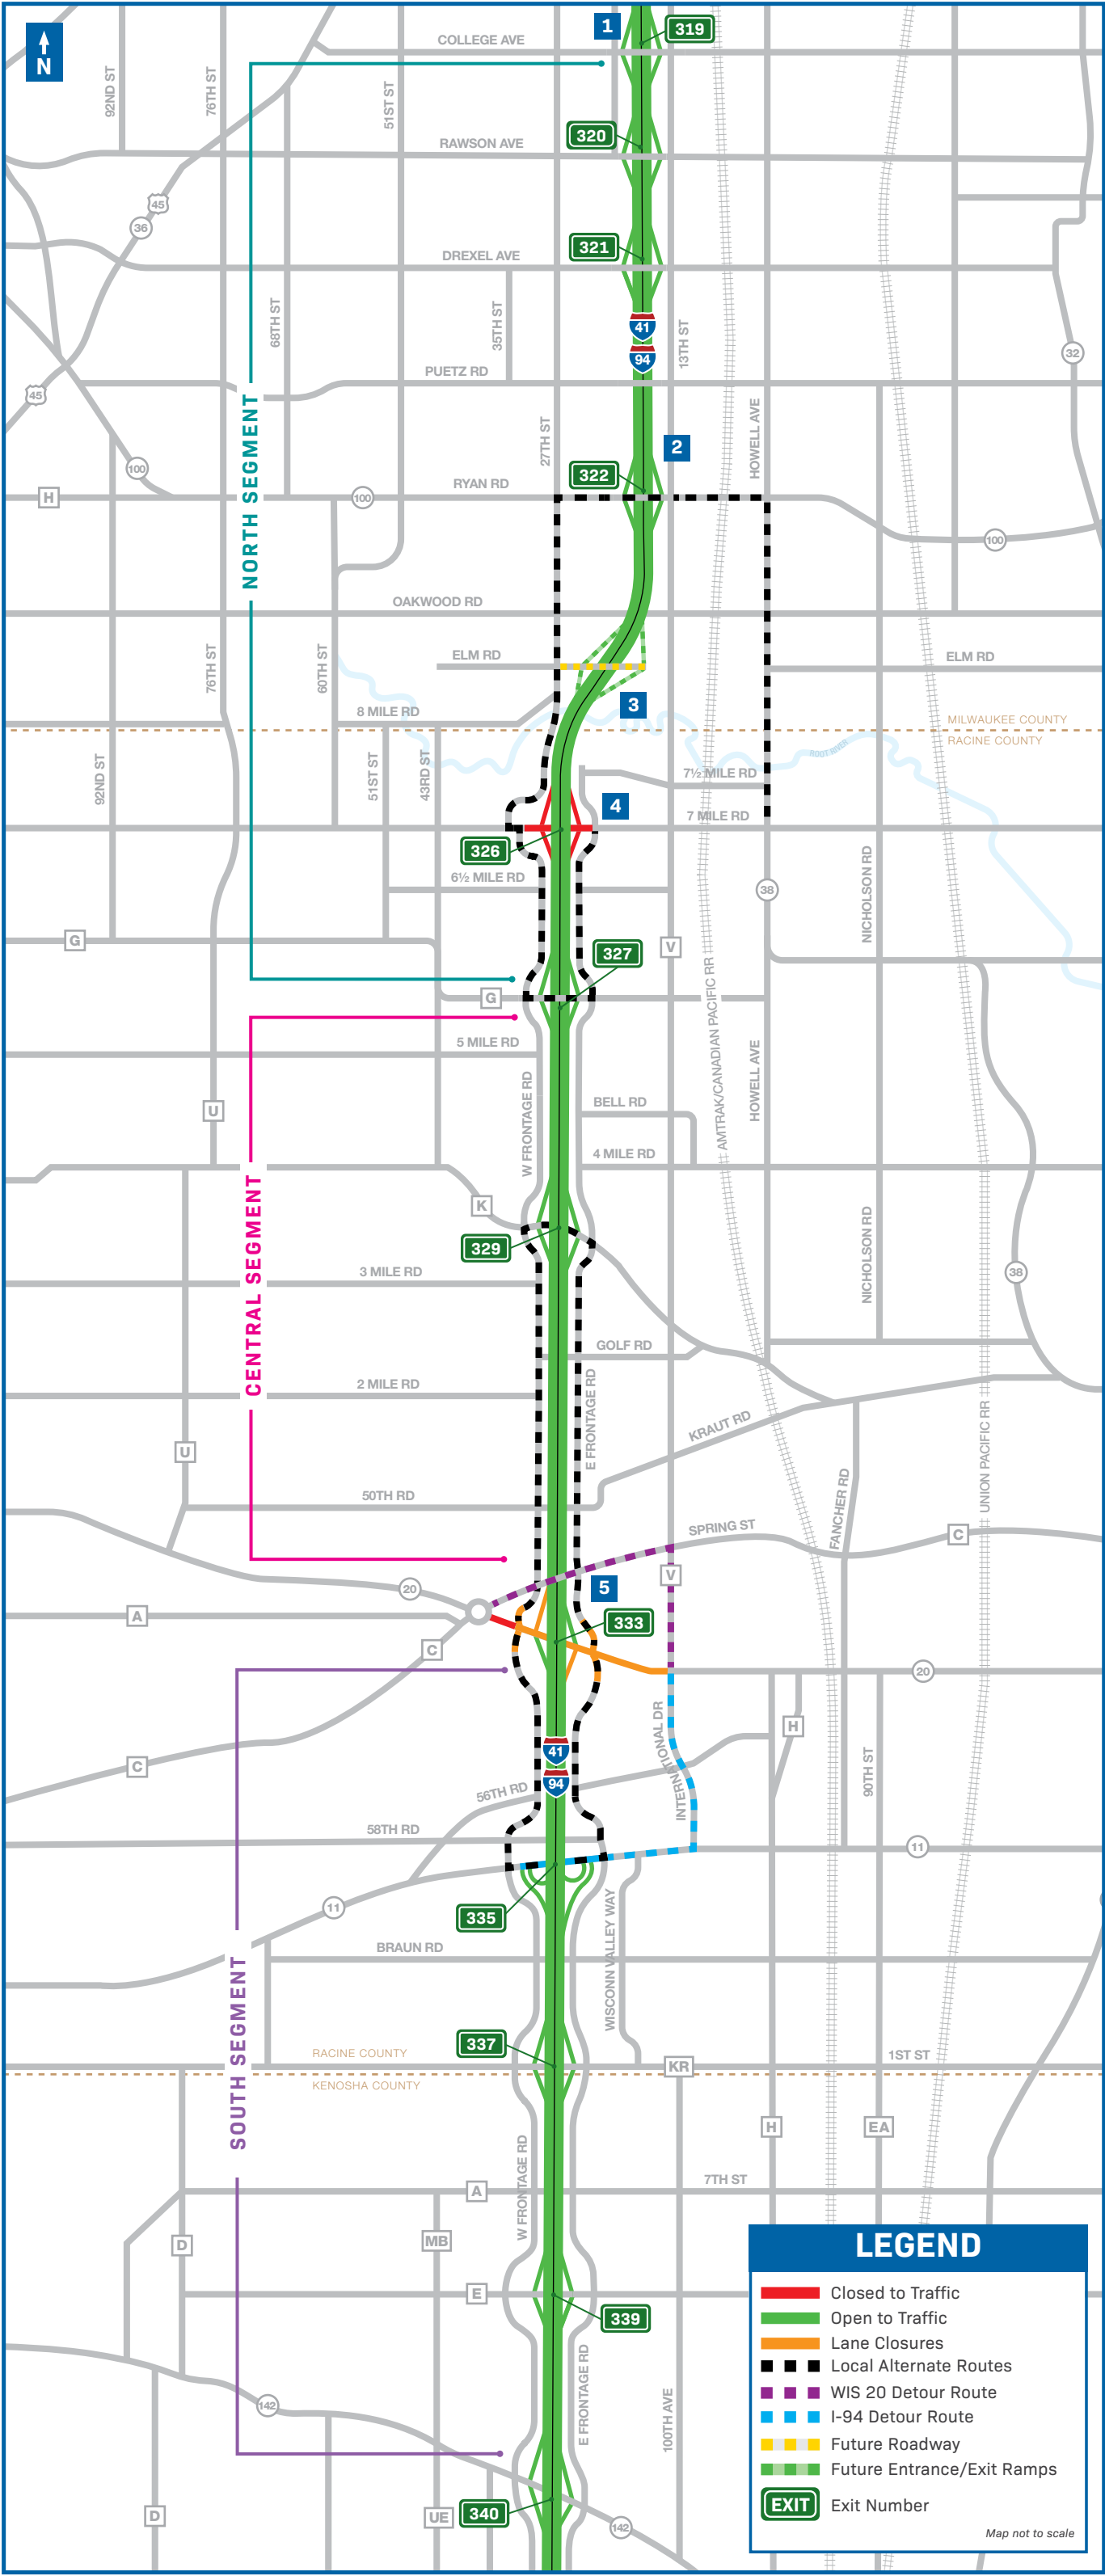 N
1
319
COLLEGE AVE
92ND ST
76TH ST
51ST ST
320
RAWSON AVE
45
36
321
DREXEL AVE
68TH ST
35TH ST
41
94
13TH ST
32
PUETZ RD
45
27TH ST
HOWELL AVE
2
NORTH SEGMENT
100
322
RYAN RD
H
100
100
OAKWOOD RD
76TH ST
60TH ST
ELM RD
ELM RD
3
8 MILE RD
MILWAUKEE COUNTY
RACINE COUNTY
ROOT RIVER
92ND ST
51ST ST
43RD ST
7½ MILE RD
4
7 MILE RD
326
6½ MILE RD
38
NICHOLSON RD
G
V
327
G
AMTRAK/CANADIAN PACIFIC RR
5 MILE RD
HOWELL AVE
W FRONTAGE RD
U
BELL RD
4 MILE RD
CENTRAL SEGMENT
K
NICHOLSON RD
329
3 MILE RD
38
GOLF RD
2 MILE RD
E FRONTAGE RD
KRAUT RD
UNION PACIFIC RR
U
50TH RD
FANCHER RD
SPRING ST
C
20
5
V
A
333
C
20
INTERNATIONAL DR
H
41
94
C
56TH RD
90TH ST
58TH RD
11
11
335
WISCONN VALLEY WAY
BRAUN RD
SOUTH SEGMENT
337
RACINE COUNTY
KENOSHA COUNTY
KR
1ST ST
H
EA
W FRONTAGE RD
A
7TH ST
D
MB
E
339
E FRONTAGE RD
100TH AVE
142
D
UE
340
142
LEGEND
Closed to Traffic
Open to Traffic
Lane Closures
Local Alternate Routes
WIS 20 Detour Route
I-94 Detour Route
Future Roadway
Future Entrance/Exit Ramps
EXIT Exit Number
Map not to scale